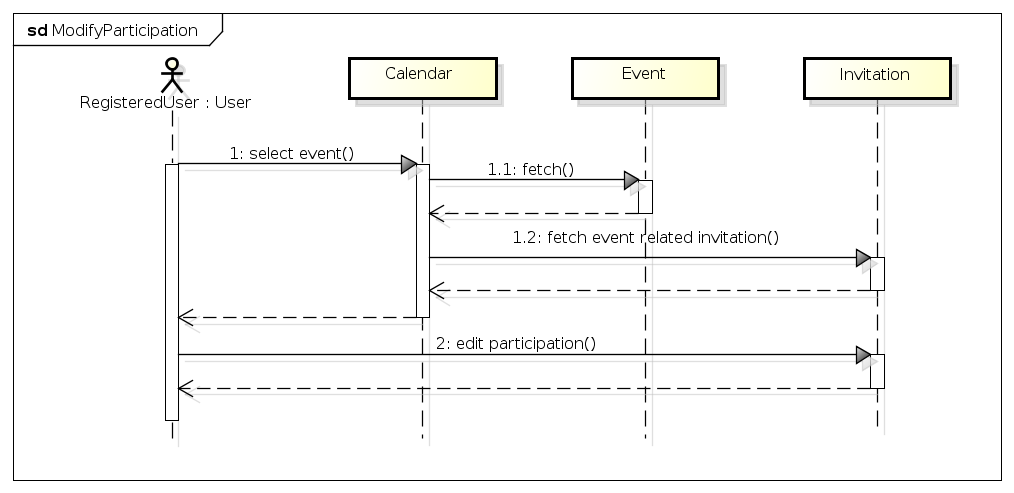 sd ModifyParticipation
RegisteredUser : User
Calendar
Event
Invitation
1: select event()
1.1: fetch()
1.2: fetch event related invitation()
2: edit participation()